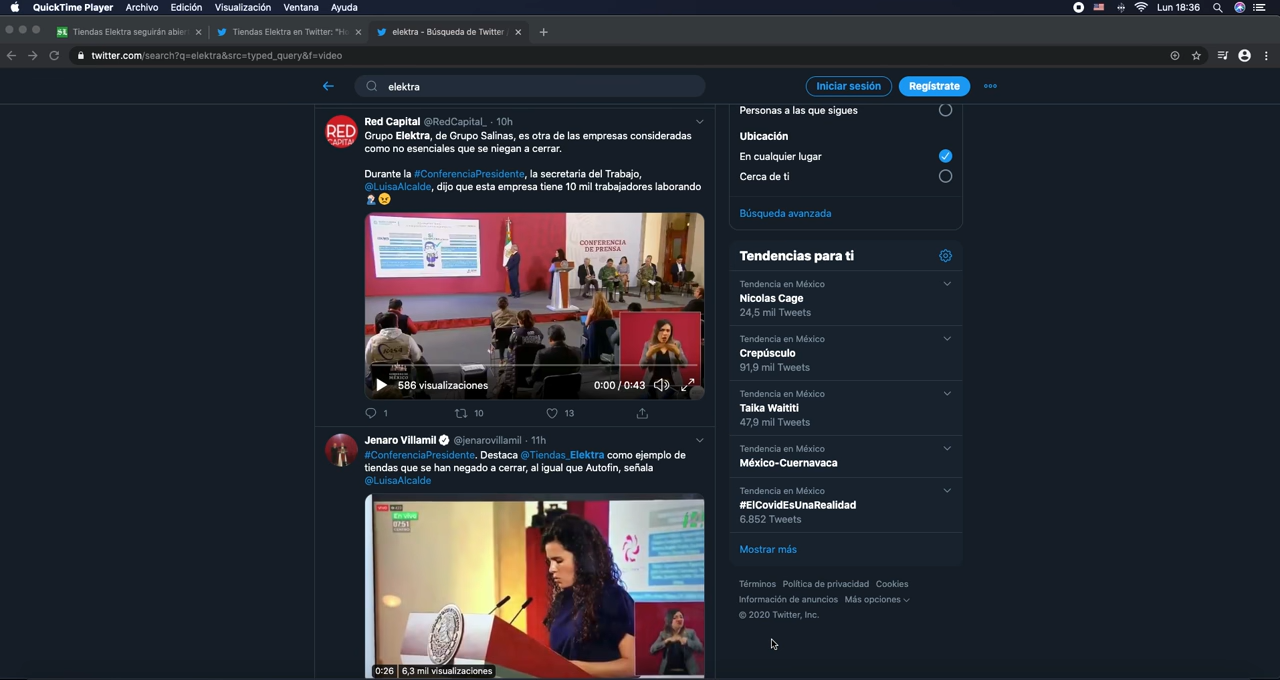 QuickTime Player Archivo Edición Visualización Ventana Ayuda Lun 18:36
Tiendas Elektra seguirán abier
Tiendas Elektra en Twitter: "H
elektra - Búsqueda de Twitter
twitter.com/search?q=elektra&src=typed_query&f=video
elektra
Iniciar sesión
Regístrate
RED
CAPITAL
Red Capital @RedCapital_ · 10h
Grupo Elektra, de Grupo Salinas, es otra de las empresas consideradas
como no esenciales que se niegan a cerrar.
Durante la #ConferenciaPresidente, la secretaria del Trabajo,
@LuisaAlcalde, dijo que esta empresa tiene 10 mil trabajadores laborando
CONFERENCIA
DE PRENSA
586 visualizaciones
0:00 / 0:43
1 10 13
Jenaro Villamil @jenarovillamil · 11h
#ConferenciaPresidente. Destaca @Tiendas_Elektra como ejemplo de
tiendas que se han negado a cerrar, al igual que Autofin, señala
@LuisaAlcalde
EN VIVO
07:51
0:26 6,3 mil visualizaciones
Personas a las que sigues
Ubicación
En cualquier lugar
Cerca de ti
Búsqueda avanzada
Tendencias para ti
Tendencia en México
Nicolas Cage
24,5 mil Tweets
Tendencia en México
Crepúsculo
91,9 mil Tweets
Tendencia en México
Taika Waititi
47,9 mil Tweets
Tendencia en México
México-Cuernavaca
Tendencia en México
#ElCovidEsUnaRealidad
6.852 Tweets
Mostrar más
Términos Política de privacidad Cookies
Información de anuncios Más opciones
© 2020 Twitter, Inc.